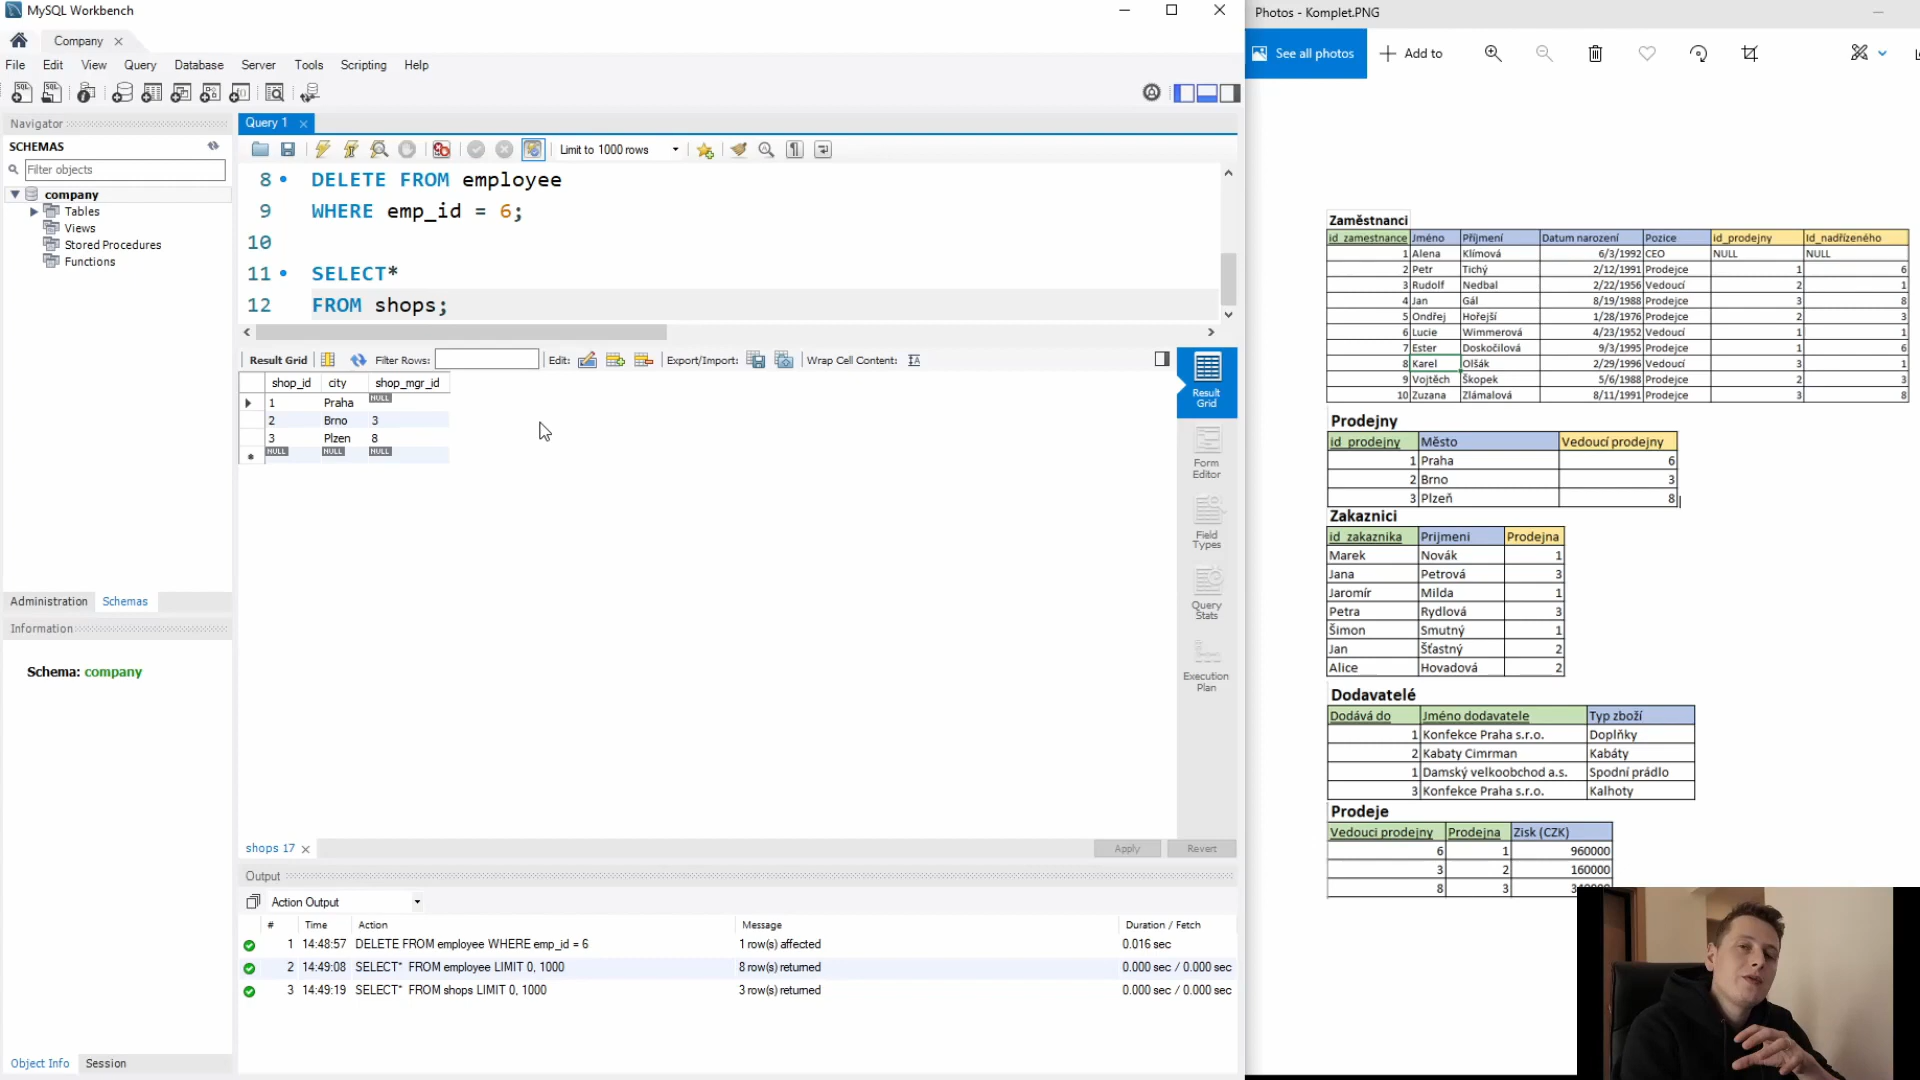 MySQL Workbench
Company
File Edit View Query Database Server Tools Scripting Help
Navigator
SCHEMAS
Filter objects
company
Tables
Views
Stored Procedures
Functions
Administration Schemas
Information
Schema: company
Object Info Session
Query 1
Limit to 1000 rows
8 DELETE FROM employee
9 WHERE emp_id = 6;
10
11 SELECT*
12 FROM shops;
Result Grid Filter Rows: Edit: Export/Import: Wrap Cell Content:
shop_id city shop_mgr_id
1 Praha NULL
2 Brno 3
3 Plzen 8
NULL NULL NULL
Result Grid
Form Editor
Field Types
Query Stats
Execution Plan
shops 17 Apply Revert
Output
Action Output
# Time Action Message Duration / Fetch
1 14:48:57 DELETE FROM employee WHERE emp_id = 6 1 row(s) affected 0.016 sec
2 14:49:08 SELECT* FROM employee LIMIT 0, 1000 8 row(s) returned 0.000 sec / 0.000 sec
3 14:49:19 SELECT* FROM shops LIMIT 0, 1000 3 row(s) returned 0.000 sec / 0.000 sec
Photos - Komplet.PNG
See all photos Add to
Zaměstnanci
id_zamestnance Jméno Příjmení Datum narození Pozice id_prodejny Id_nadřízeného
1 Alena Klímová 6/3/1992 CEO NULL NULL
2 Petr Tichý 2/12/1991 Prodejce 1 6
3 Rudolf Nedbal 2/22/1956 Vedoucí 2 1
4 Jan Gál 8/19/1988 Prodejce 3 8
5 Ondřej Hořejší 1/28/1976 Prodejce 2 3
6 Lucie Wimmerová 4/23/1952 Vedoucí 1 1
7 Ester Doskočilová 9/3/1995 Prodejce 1 6
8 Karel Olšák 2/29/1996 Vedoucí 3 1
9 Vojtěch Škopek 5/6/1988 Prodejce 2 3
10 Zuzana Zlámalová 8/11/1991 Prodejce 3 8
Prodejny
id_prodejny Město Vedoucí prodejny
1 Praha 6
2 Brno 3
3 Plzeň 8
Zakaznici
id_zakaznika Prijmeni Prodejna
Marek Novák 1
Jana Petrová 3
Jaromír Milda 1
Petra Rydlová 3
Šimon Smutný 1
Jan Šťastný 2
Alice Hovadová 2
Dodavatelé
Dodává do Jméno dodavatele Typ zboží
1 Konfekce Praha s.r.o. Doplňky
2 Kabaty Cimrman Kabáty
1 Damský velkoobchod a.s. Spodní prádlo
3 Konfekce Praha s.r.o. Kalhoty
Prodeje
Vedouci prodejny Prodejna Zisk (CZK)
6 1 960000
3 2 160000
8 3